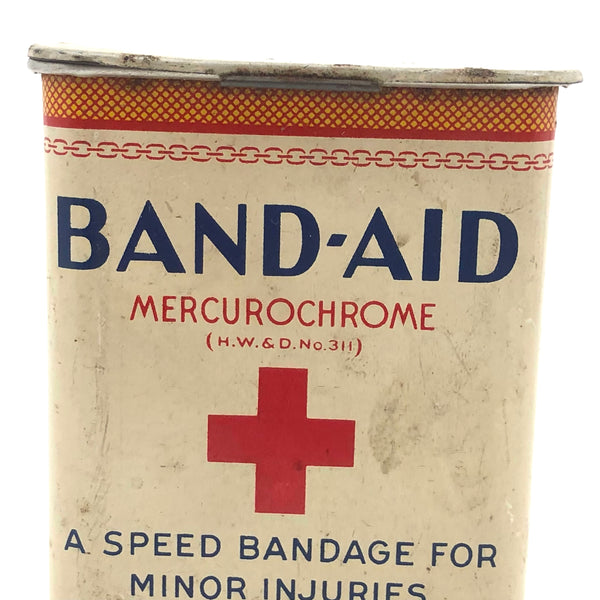 BAND-AID
MERCUROCHROME
(H.W.&D.No.311)
A SPEED BANDAGE FOR
MINOR INJURIES